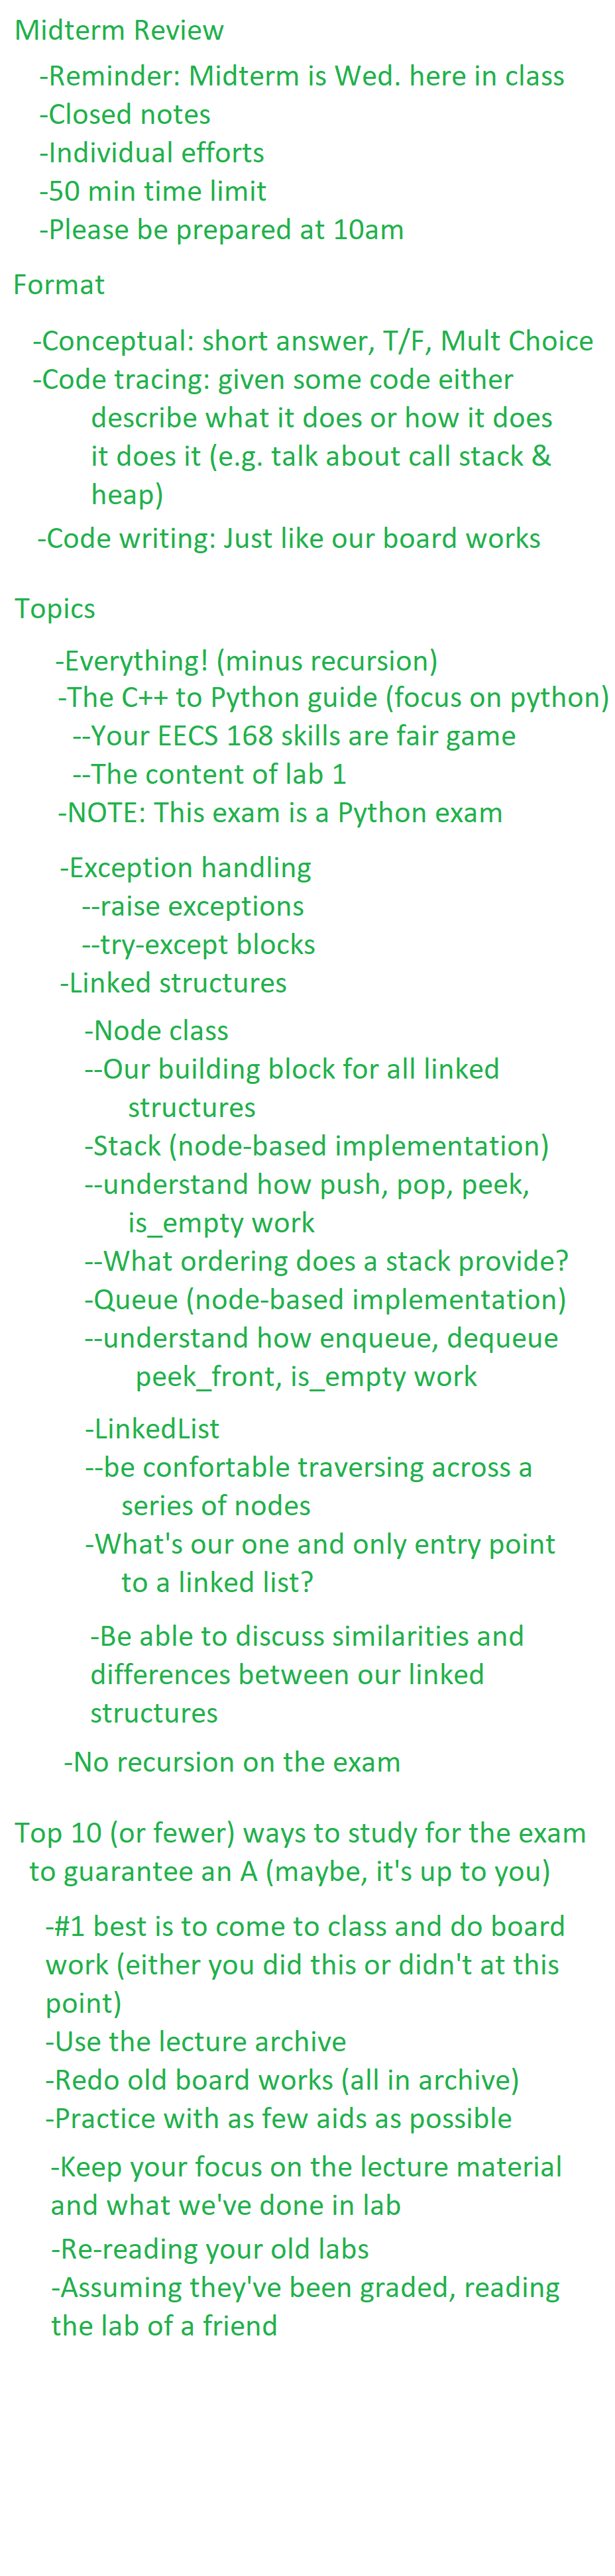 Midterm Review
-Reminder: Midterm is Wed. here in class
-Closed notes
-Individual efforts
-50 min time limit
-Please be prepared at 10am
Format
-Conceptual: short answer, T/F, Mult Choice
-Code tracing: given some code either
describe what it does or how it does
it does it (e.g. talk about call stack &
heap)
-Code writing: Just like our board works
Topics
-Everything! (minus recursion)
-The C++ to Python guide (focus on python)
--Your EECS 168 skills are fair game
--The content of lab 1
-NOTE: This exam is a Python exam
-Exception handling
--raise exceptions
--try-except blocks
-Linked structures
-Node class
--Our building block for all linked
structures
-Stack (node-based implementation)
--understand how push, pop, peek,
is_empty work
--What ordering does a stack provide?
-Queue (node-based implementation)
--understand how enqueue, dequeue
peek_front, is_empty work
-LinkedList
--be confortable traversing across a
series of nodes
-What's our one and only entry point
to a linked list?
-Be able to discuss similarities and
differences between our linked
structures
-No recursion on the exam
Top 10 (or fewer) ways to study for the exam
to guarantee an A (maybe, it's up to you)
-#1 best is to come to class and do board
work (either you did this or didn't at this
point)
-Use the lecture archive
-Redo old board works (all in archive)
-Practice with as few aids as possible
-Keep your focus on the lecture material
and what we've done in lab
-Re-reading your old labs
-Assuming they've been graded, reading
the lab of a friend